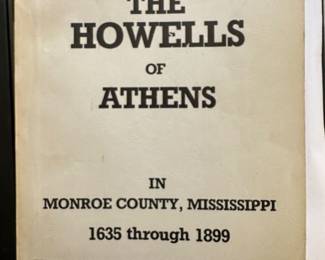 THE
HOWELLS
OF
ATHENS
IN
MONROE COUNTY, MISSISSIPPI
1635 through 1899